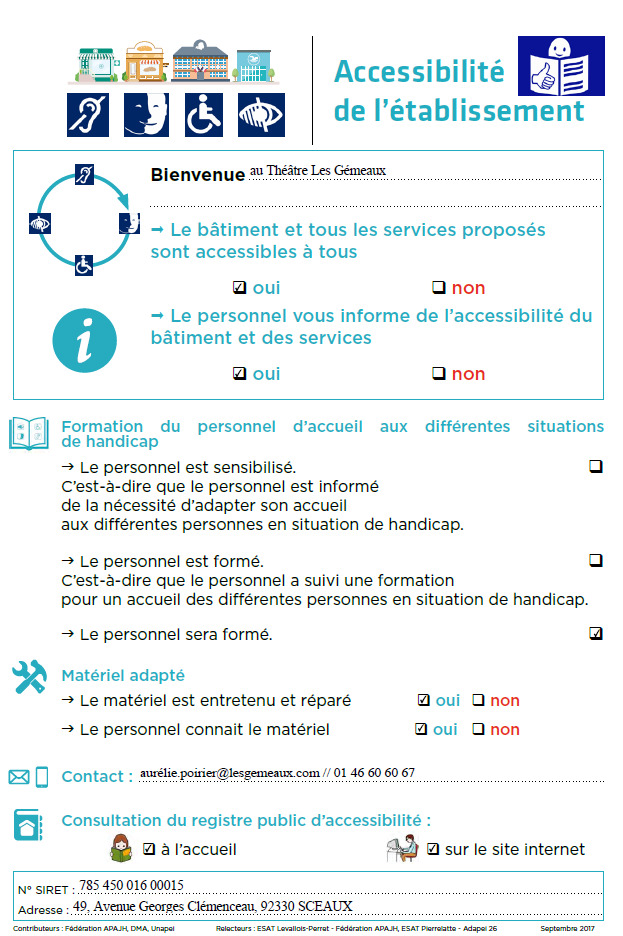 Accessibilité
de l'établissement
Bienvenue au Théâtre Les Gémeaux
→ Le bâtiment et tous les services proposés
sont accessibles à tous
☑ oui ☐ non
→ Le personnel vous informe de l'accessibilité du
bâtiment et des services
☑ oui ☐ non
Formation du personnel d'accueil aux différentes situations
de handicap
→ Le personnel est sensibilisé. ☐
C'est-à-dire que le personnel est informé
de la nécessité d'adapter son accueil
aux différentes personnes en situation de handicap.
→ Le personnel est formé. ☐
C'est-à-dire que le personnel a suivi une formation
pour un accueil des différentes personnes en situation de handicap.
→ Le personnel sera formé. ☑
Matériel adapté
→ Le matériel est entretenu et réparé ☑ oui ☐ non
→ Le personnel connait le matériel ☑ oui ☐ non
Contact : aurélie.poirier@lesgemeaux.com // 01 46 60 60 67
Consultation du registre public d'accessibilité :
☑ à l'accueil ☑ sur le site internet
N° SIRET : 785 450 016 00015
Adresse : 49, Avenue Georges Clémenceau, 92330 SCEAUX
Contributeurs : Fédération APAJH, DMA, Unapei Relecteurs : ESAT Levallois-Perret - Fédération APAJH, ESAT Pierrelatte - Adapei 26 Septembre 2017